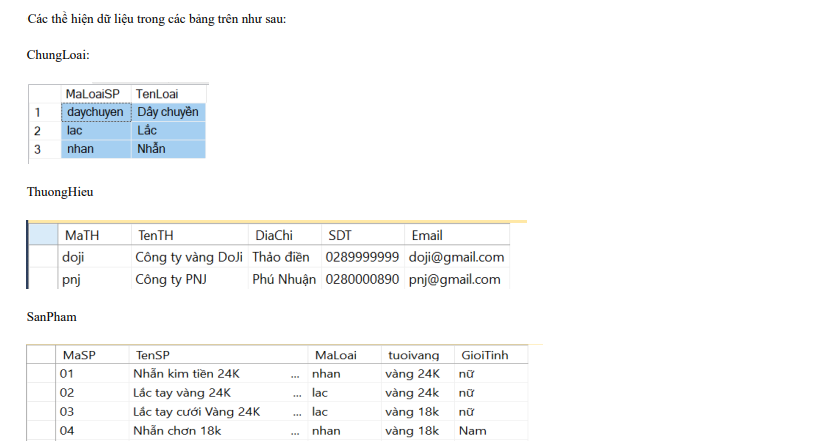 Các thể hiện dữ liệu trong các bảng trên như sau:
ChungLoai:
MaLoaiSP TenLoai
1 daychuyen Dây chuyền
2 lac Lắc
3 nhan Nhẫn
ThuongHieu
MaTH TenTH DiaChi SDT Email
doji Công ty vàng DoJi Thảo điền 0289999999 doji@gmail.com
pnj Công ty PNJ Phú Nhuận 0280000890 pnj@gmail.com
SanPham
MaSP TenSP MaLoai tuoivang GioiTinh
01 Nhẫn kim tiền 24K ... nhan vàng 24K nữ
02 Lắc tay vàng 24K ... lac vàng 24k nữ
03 Lắc tay cưới Vàng 24K ... lac vàng 18k nữ
04 Nhẫn chơn 18k ... nhan vàng 18k Nam